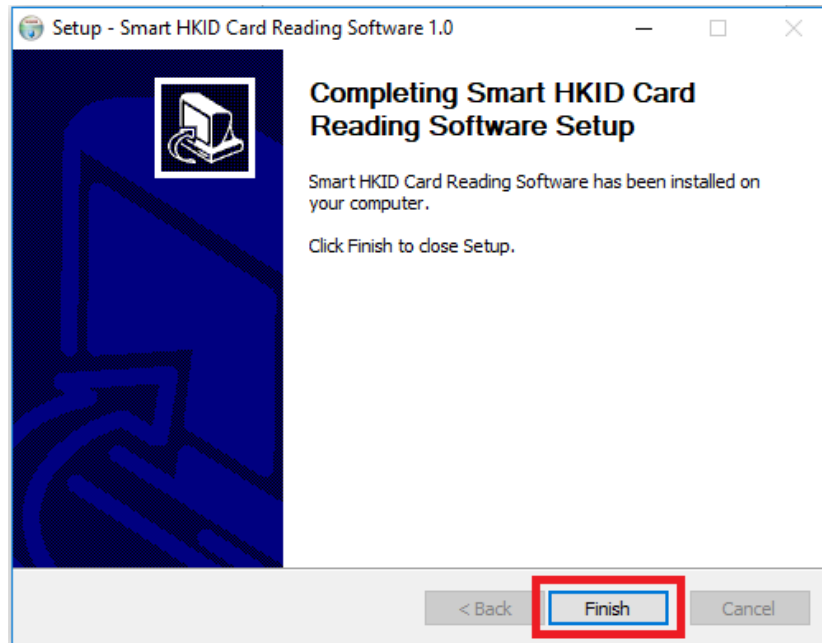 Setup - Smart HKID Card Reading Software 1.0
Completing Smart HKID Card
Reading Software Setup
Smart HKID Card Reading Software has been installed on
your computer.
Click Finish to close Setup.
< Back
Finish
Cancel